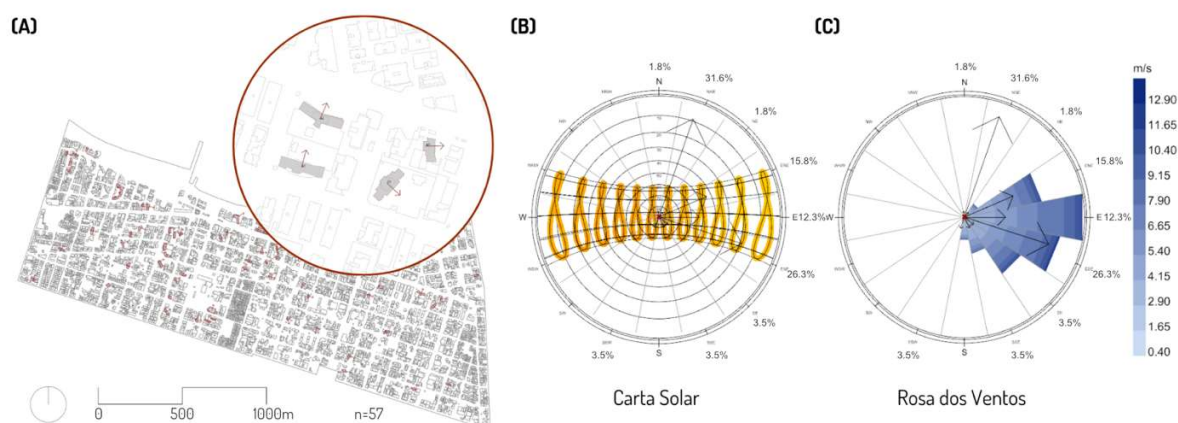 (A)
0 500 1000m
n=57
(B)
1.8%
N
31.6%
1.8%
15.8%
W
E 12.3%
26.3%
3.5%
S
3.5%
3.5%
Carta Solar
(C)
1.8%
N
31.6%
1.8%
15.8%
W
E 12.3%
26.3%
3.5%
S
3.5%
3.5%
Rosa dos Ventos
m/s
12.90
11.65
10.40
9.15
7.90
6.65
5.40
4.15
2.90
1.65
0.40